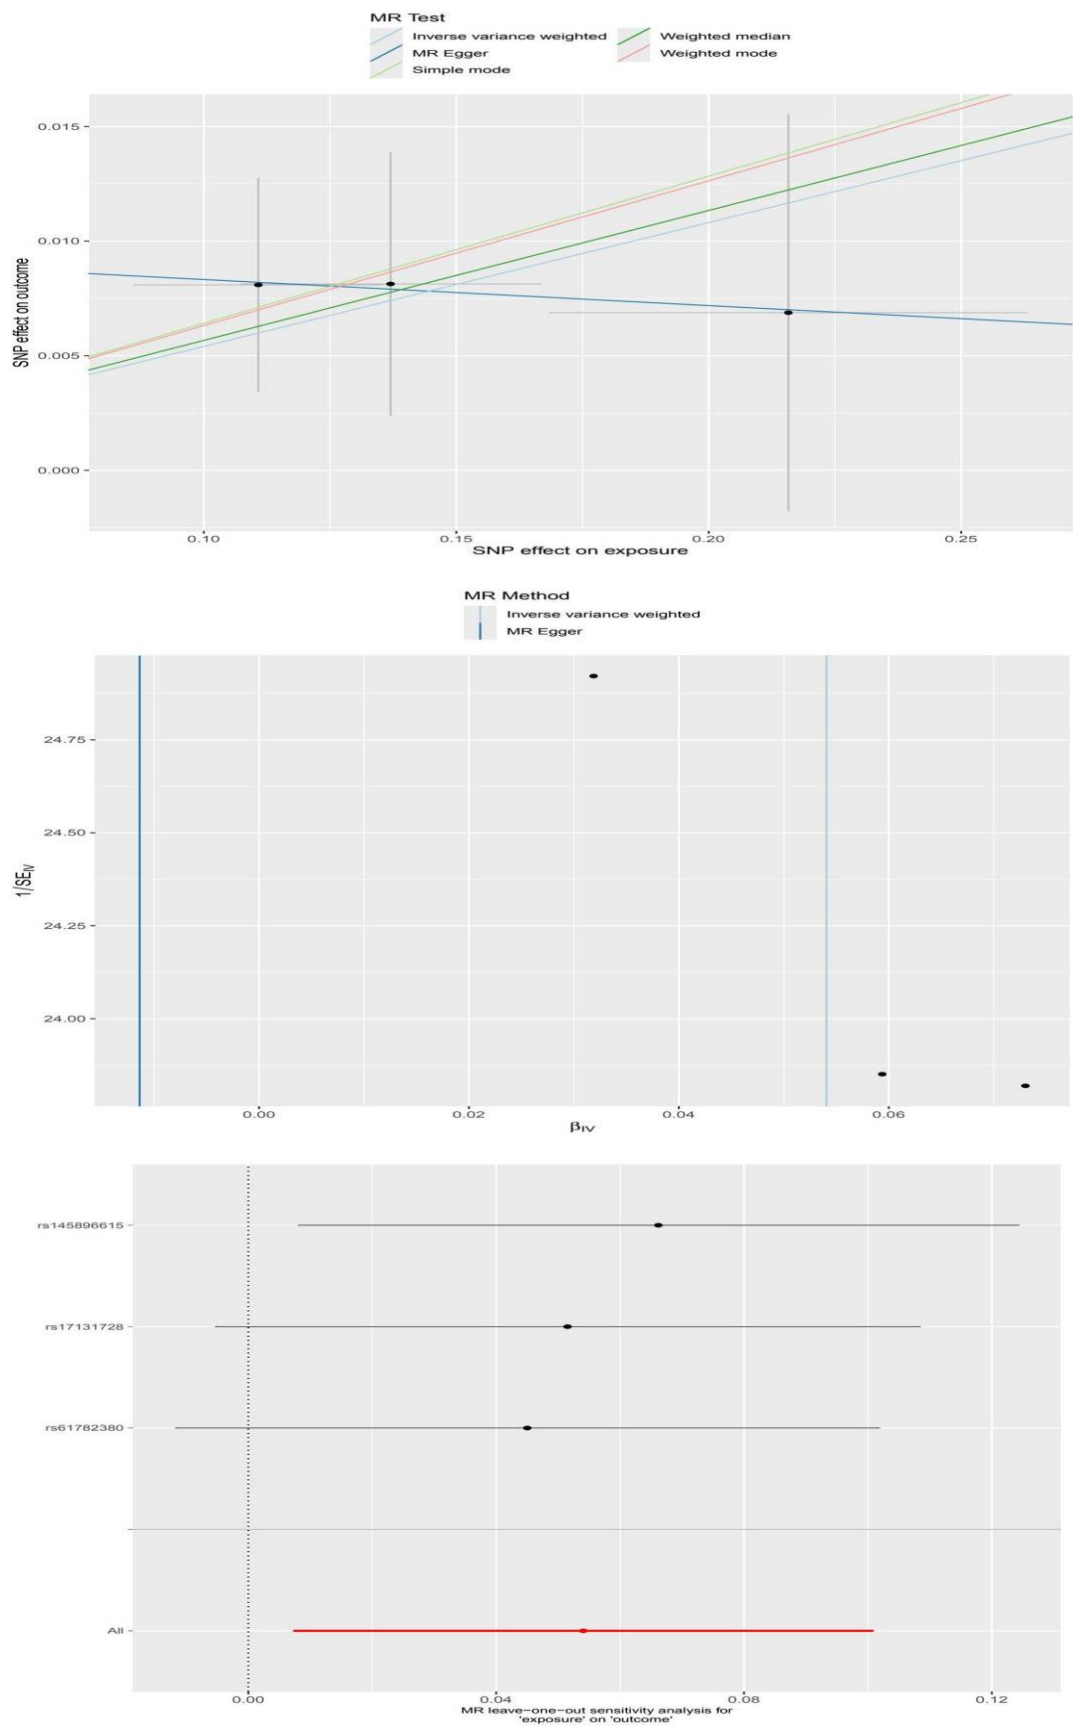 MR Test
Inverse variance weighted
Weighted median
MR Egger
Weighted mode
Simple mode
0.015
0.010
0.005
0.000
SNP effect on outcome
0.10
0.15
0.20
0.25
SNP effect on exposure
MR Method
Inverse variance weighted
MR Egger
24.75
24.50
24.25
24.00
1/SE_IV
0.00
0.02
0.04
0.06
β_IV
rs145896615
rs17131728
rs61782380
All
0.00
0.04
0.08
0.12
MR leave−one−out sensitivity analysis for
'exposure' on 'outcome'